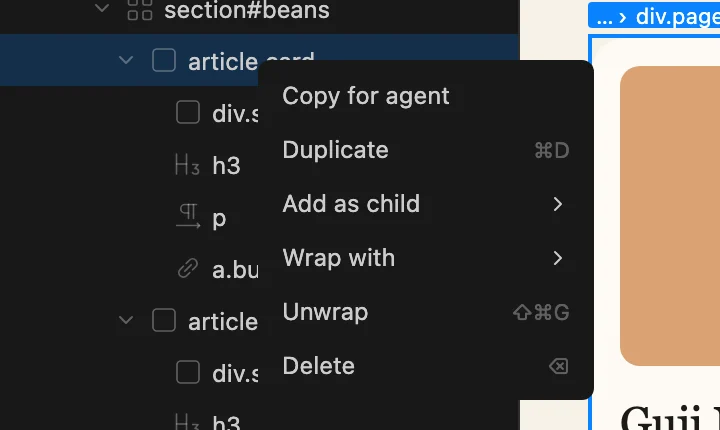 section#beans
… › div.page
article.card
Copy for agent
div.s
Duplicate ⌘D
h3
Add as child
p
Wrap with
a.bu
Unwrap ⇧⌘G
article
Delete
div.s
h3